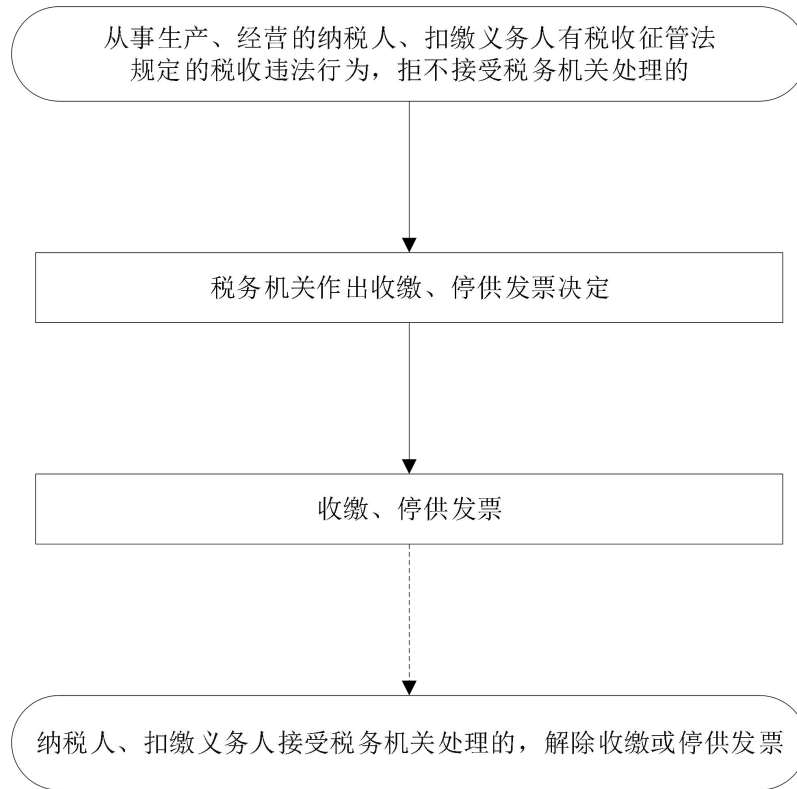 从事生产、经营的纳税人、扣缴义务人有税收征管法
规定的税收违法行为，拒不接受税务机关处理的
税务机关作出收缴、停供发票决定
收缴、停供发票
纳税人、扣缴义务人接受税务机关处理的，解除收缴或停供发票